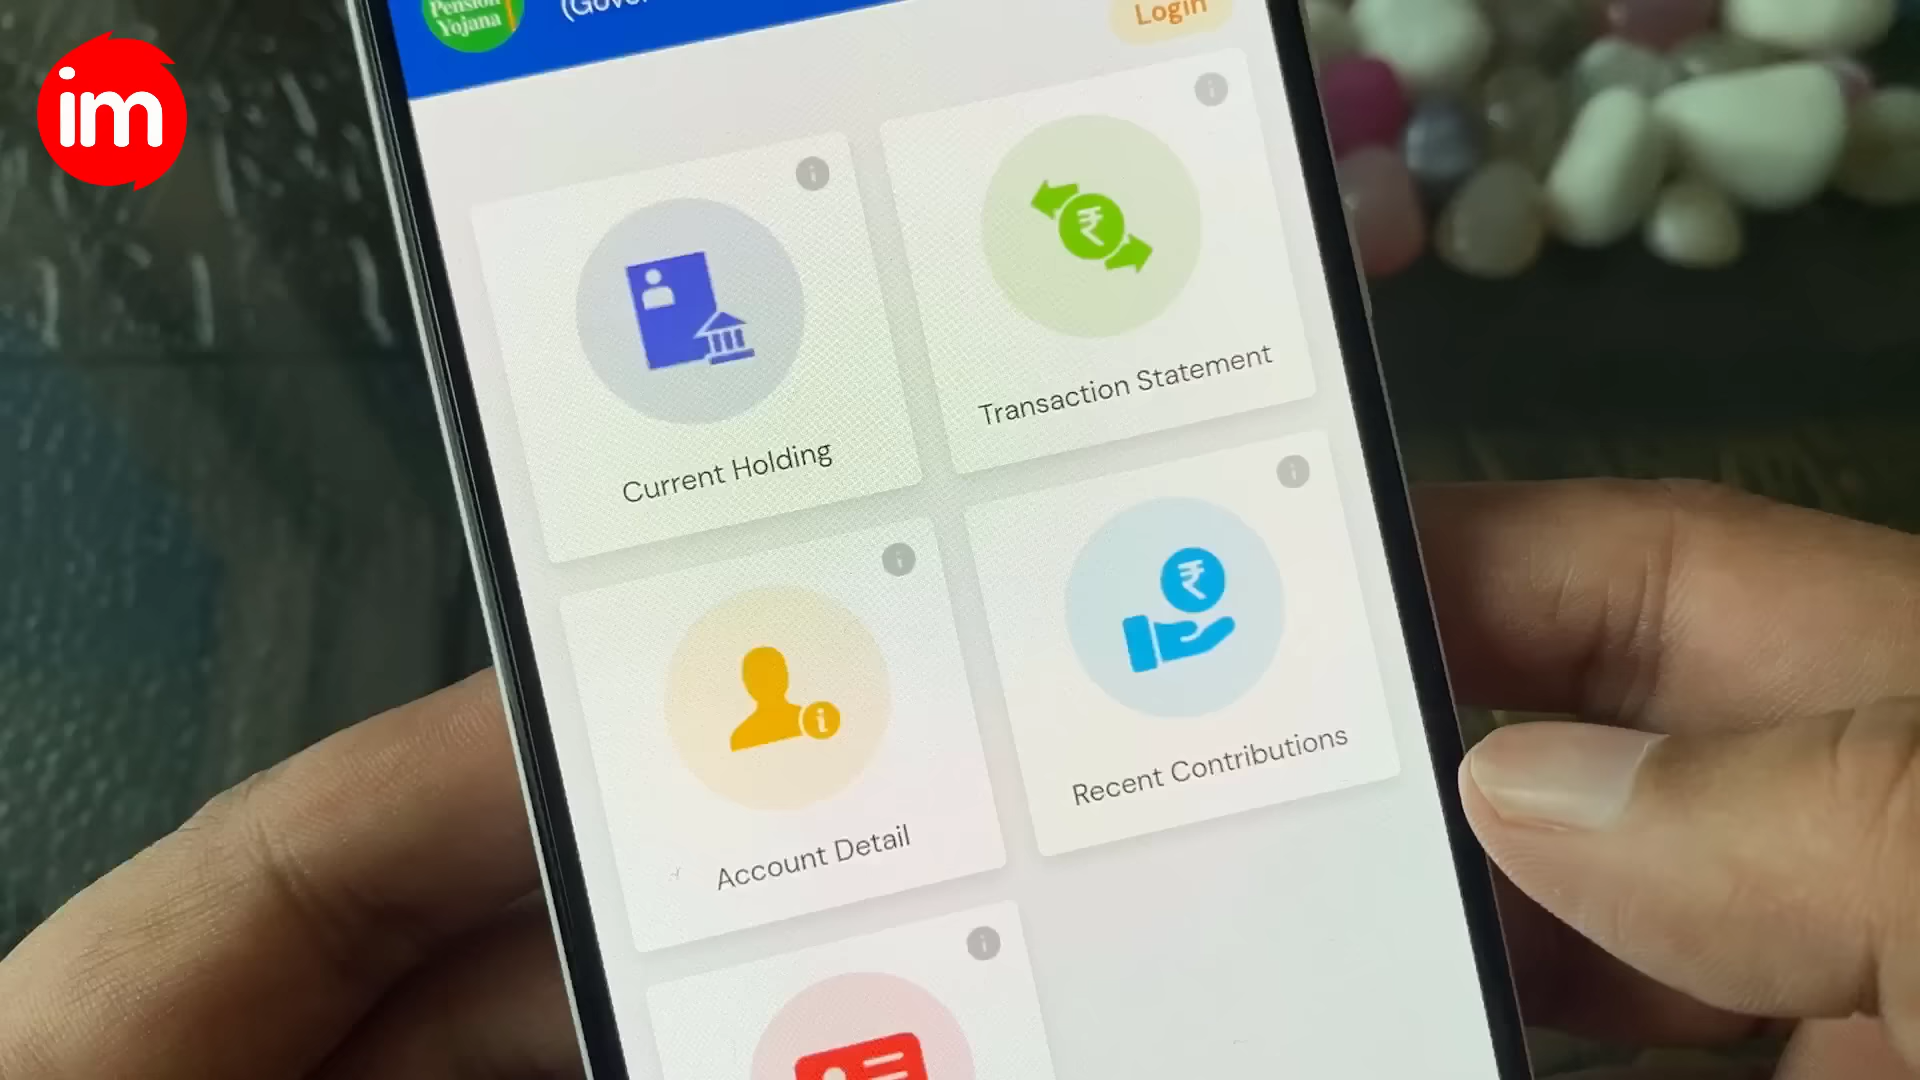 im
Pension
Yojana
Login
Current Holding
Transaction Statement
Account Detail
Recent Contributions